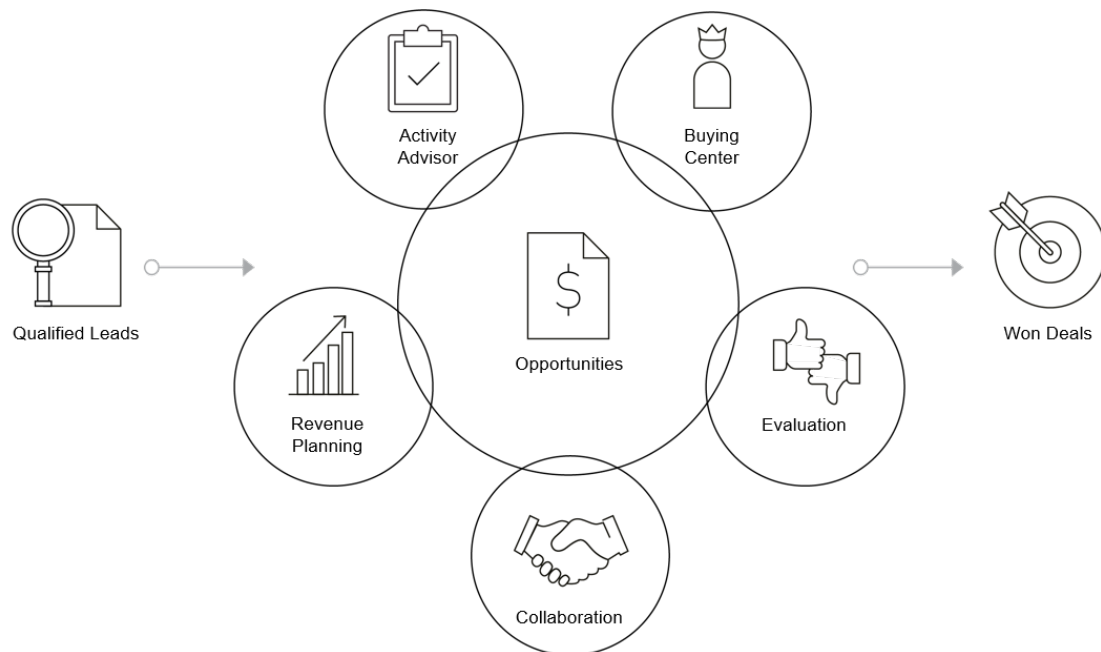 Activity
Advisor
Buying
Center
Qualified Leads
$
Opportunities
Won Deals
Revenue
Planning
Evaluation
Collaboration